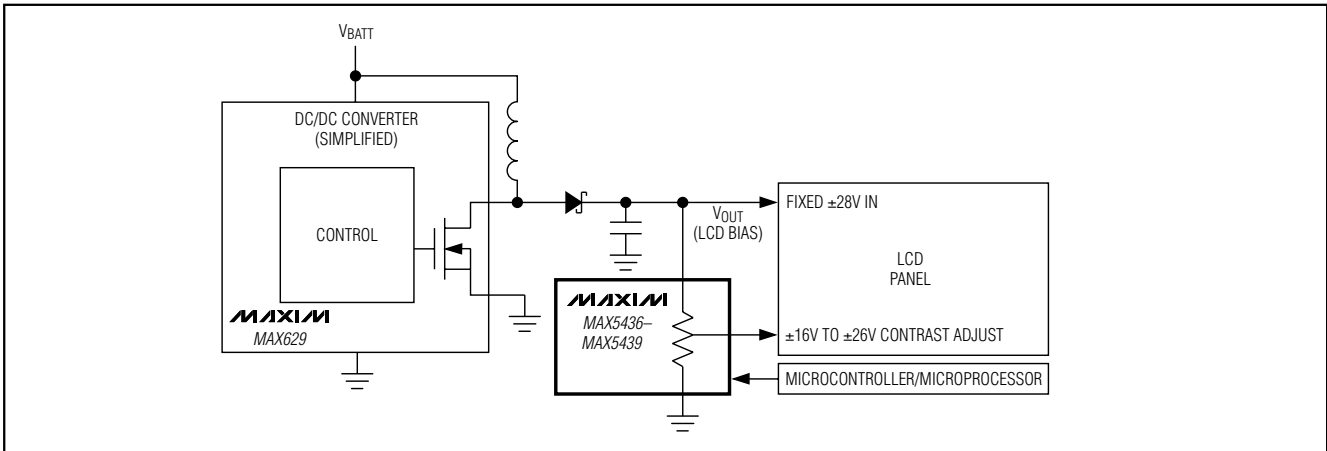 VBATT
DC/DC CONVERTER
(SIMPLIFIED)
CONTROL
MAXIM
MAX629
VOUT
(LCD BIAS)
FIXED ±28V IN
LCD
PANEL
±16V TO ±26V CONTRAST ADJUST
MAXIM
MAX5436–
MAX5439
MICROCONTROLLER/MICROPROCESSOR